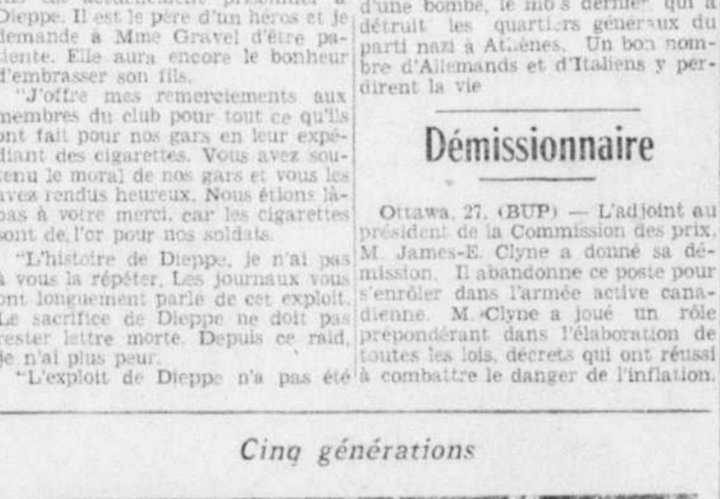 Dieppe. Il est le père d'un héros et je
demande à Mme Gravel d'être pa-
tiente. Elle aura encore le bonheur
d'embrasser son fils.
"J'offre mes remerciements aux
membres du club pour tout ce qu'ils
ont fait pour nos gars en leur expé-
diant des cigarettes. Vous avez sou-
tenu le moral de nos gars et vous les
avez rendus heureux. Nous étions là-
bas à votre merci, car les cigarettes
sont de l'or pour nos soldats.
"L'histoire de Dieppe, je n'ai pas
à vous la répéter. Les journaux vous
ont longuement parlé de cet exploit.
Le sacrifice de Dieppe ne doit pas
rester lettre morte. Depuis ce raid,
je n'ai plus peur.
"L'exploit de Dieppe n'a pas été
d'une bombe, le mois dernier, qui a
détruit les quartiers généraux du
parti nazi à Athènes. Un bon nom-
bre d'Allemands et d'Italiens y per-
dirent la vie
Démissionnaire
Ottawa, 27. (BUP) — L'adjoint au
président de la Commission des prix,
M. James-E. Clyne a donné sa dé-
mission. Il abandonne ce poste pour
s'enrôler dans l'armée active cana-
dienne. M. Clyne a joué un rôle
prépondérant dans l'élaboration de
toutes les lois, décrets qui ont réussi
à combattre le danger de l'inflation.
Cinq générations